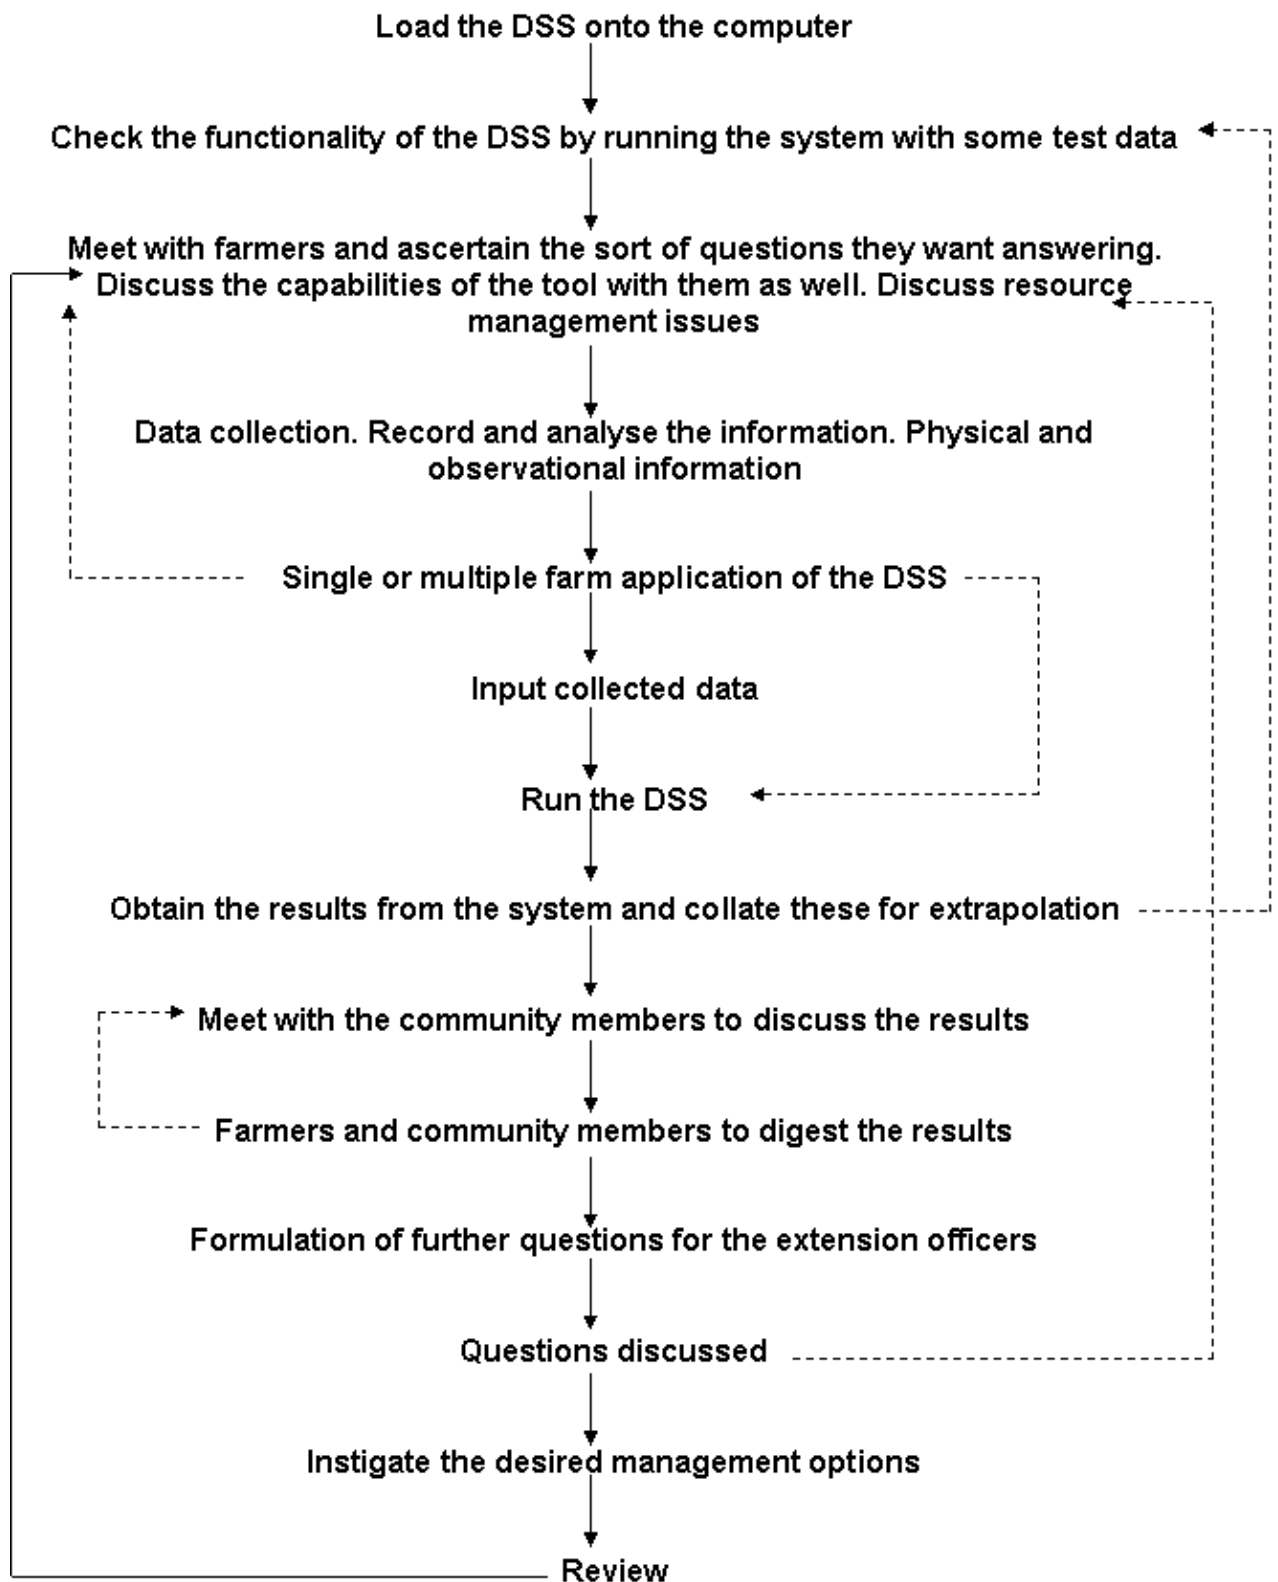 Load the DSS onto the computer
Check the functionality of the DSS by running the system with some test data
Meet with farmers and ascertain the sort of questions they want answering.
Discuss the capabilities of the tool with them as well. Discuss resource
management issues
Data collection. Record and analyse the information. Physical and
observational information
Single or multiple farm application of the DSS
Input collected data
Run the DSS
Obtain the results from the system and collate these for extrapolation
Meet with the community members to discuss the results
Farmers and community members to digest the results
Formulation of further questions for the extension officers
Questions discussed
Instigate the desired management options
Review